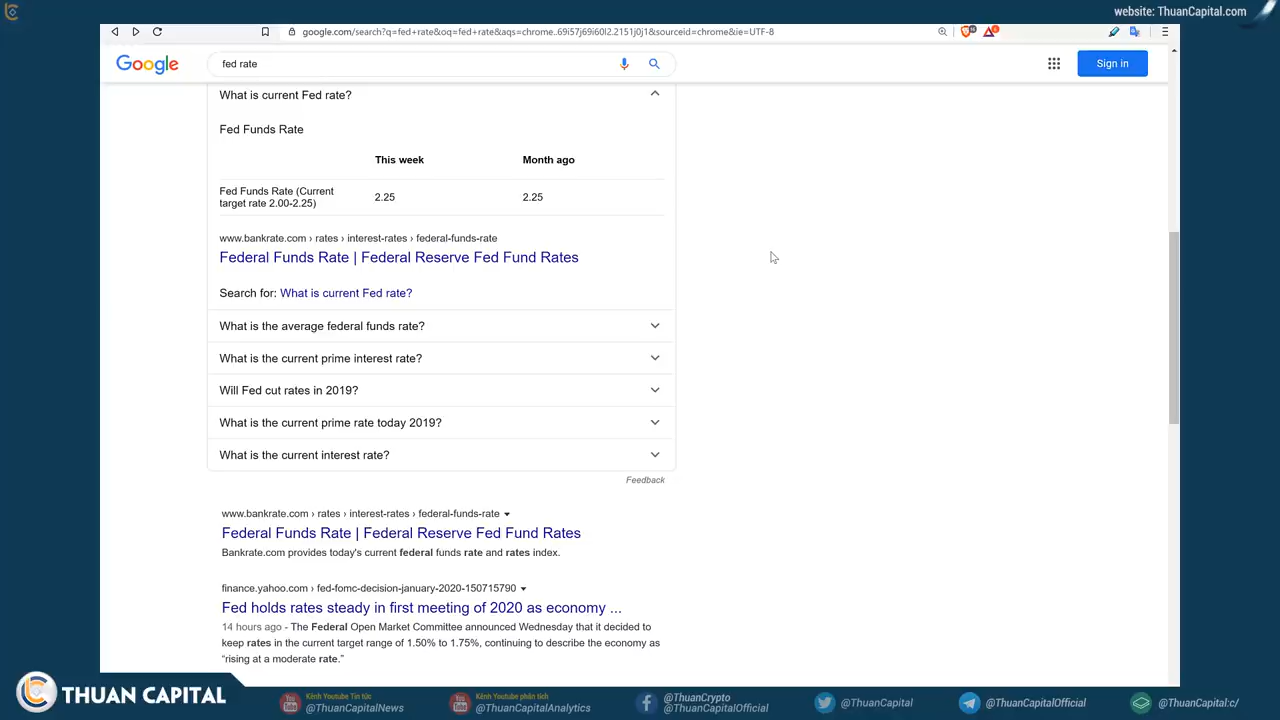 website: ThuanCapital.com
google.com/search?q=fed+rate&oq=fed+rate&aqs=chrome..69i57j69i60l2.2151j0j1&sourceid=chrome&ie=UTF-8
Google
fed rate
Sign in
What is current Fed rate?
Fed Funds Rate
This week Month ago
Fed Funds Rate (Current
target rate 2.00-2.25)
2.25 2.25
www.bankrate.com › rates › interest-rates › federal-funds-rate
Federal Funds Rate | Federal Reserve Fed Fund Rates
Search for: What is current Fed rate?
What is the average federal funds rate?
What is the current prime interest rate?
Will Fed cut rates in 2019?
What is the current prime rate today 2019?
What is the current interest rate?
Feedback
www.bankrate.com › rates › interest-rates › federal-funds-rate
Federal Funds Rate | Federal Reserve Fed Fund Rates
Bankrate.com provides today's current federal funds rate and rates index.
finance.yahoo.com › fed-fomc-decision-january-2020-150715790
Fed holds rates steady in first meeting of 2020 as economy ...
14 hours ago - The Federal Open Market Committee announced Wednesday that it decided to
keep rates in the current target range of 1.50% to 1.75%, continuing to describe the economy as
“rising at a moderate rate.”
THUAN CAPITAL
Kênh Youtube Tin tức
@ThuanCapitalNews
Kênh Youtube phân tích
@ThuanCapitalAnalytics
@ThuanCrypto
@ThuanCapitalOfficial
@ThuanCapital
@ThuanCapitalOfficial
@ThuanCapital:c/